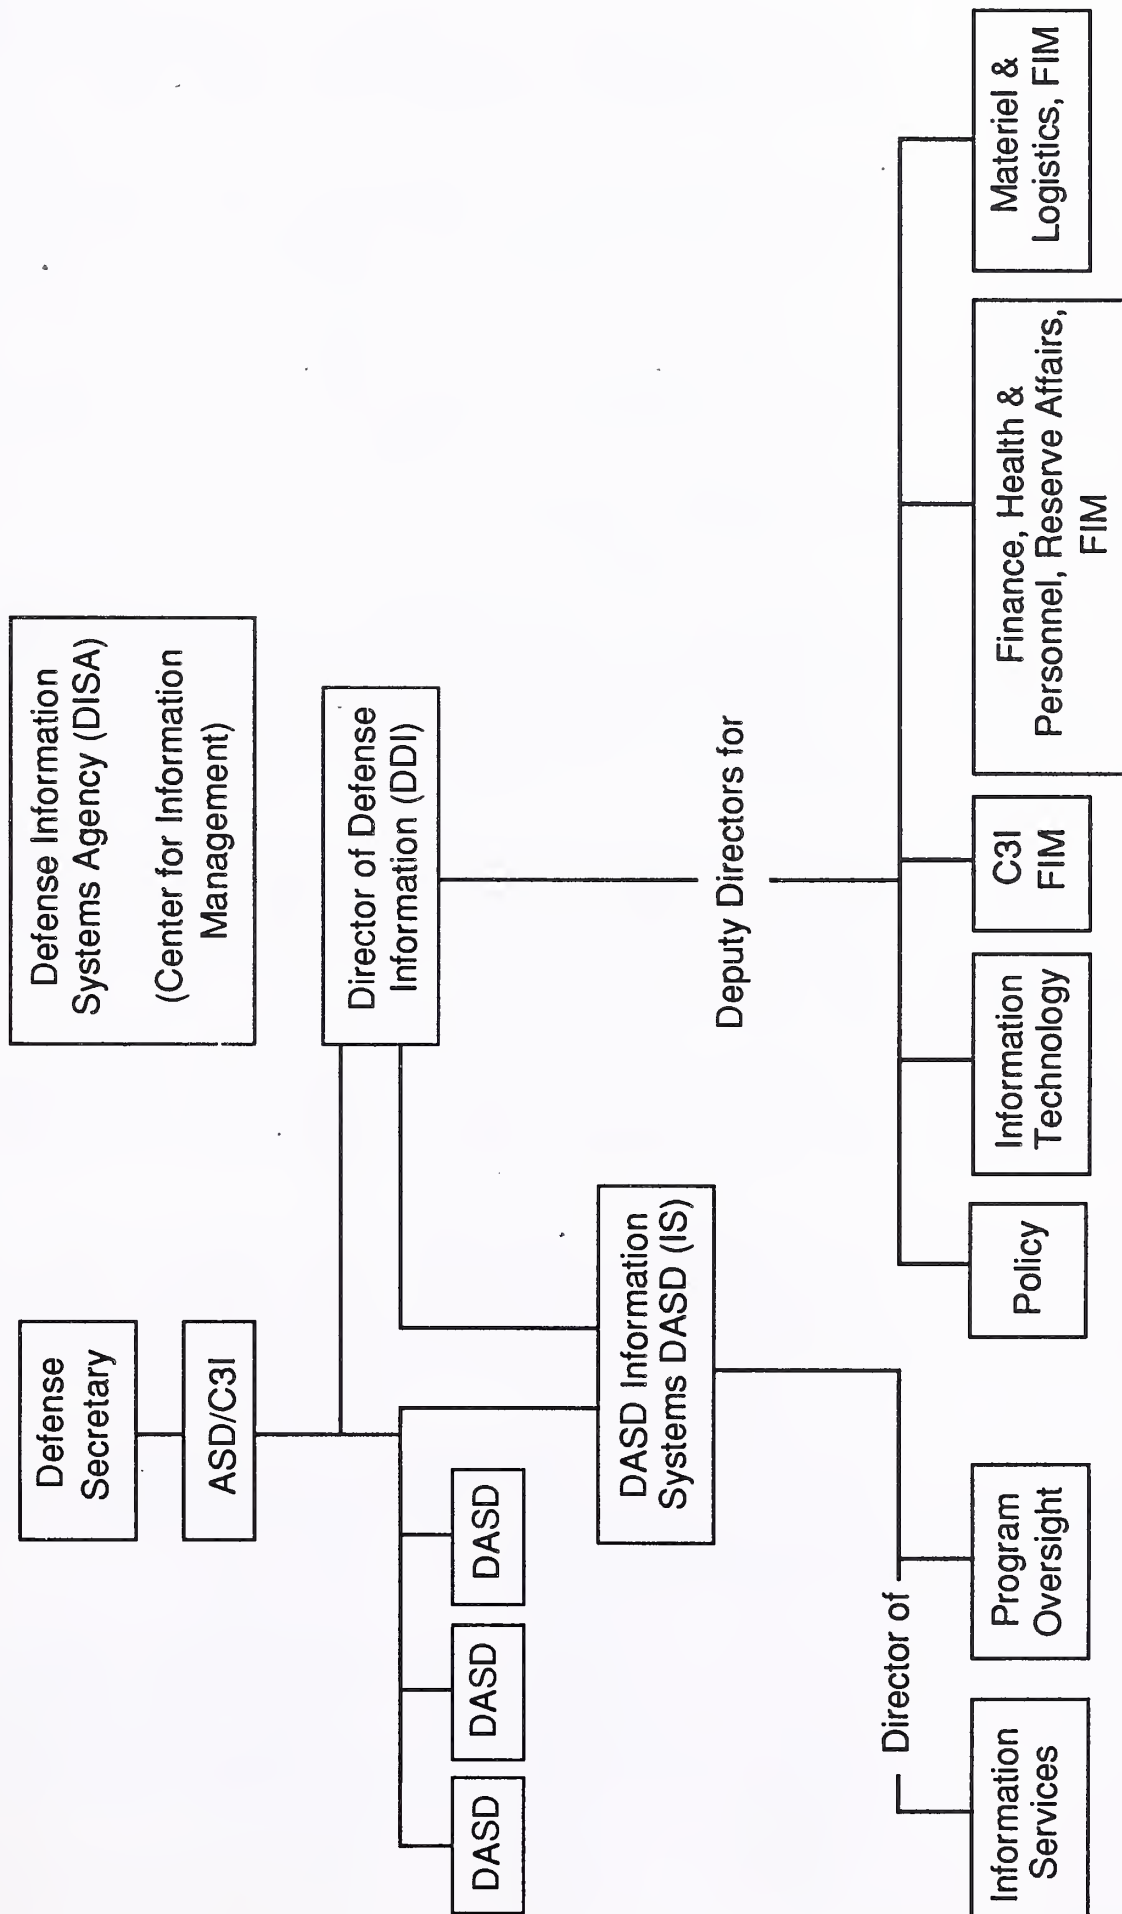 Defense
Secretary
ASD/C3I
Defense Information
Systems Agency (DISA)
(Center for Information
Management)
Director of Defense
Information (DDI)
DASD
DASD
DASD
DASD Information
Systems DASD (IS)
Deputy Directors for
Director of
Information
Services
Program
Oversight
Policy
Information
Technology
C3I
FIM
Finance, Health &
Personnel, Reserve Affairs,
FIM
Materiel &
Logistics, FIM